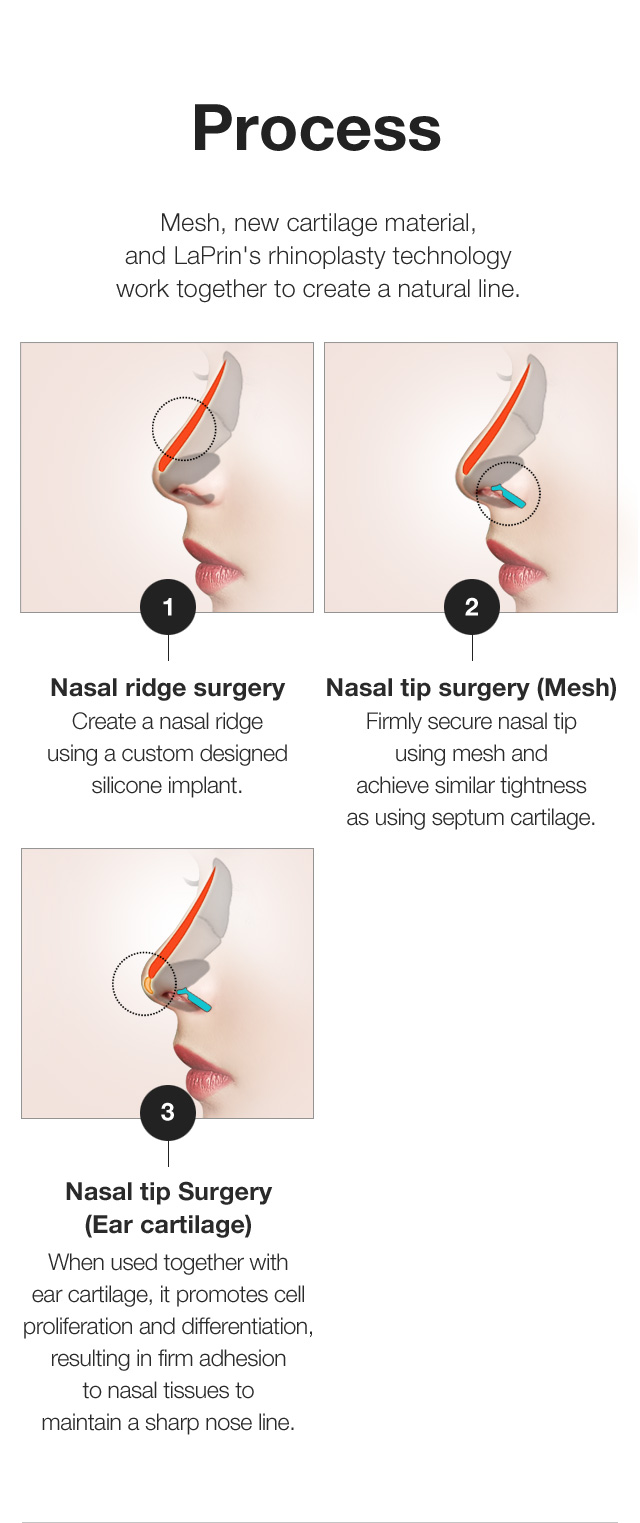 Process
Mesh, new cartilage material,
and LaPrin's rhinoplasty technology
work together to create a natural line.
1
Nasal ridge surgery
Create a nasal ridge
using a custom designed
silicone implant.
2
Nasal tip surgery (Mesh)
Firmly secure nasal tip
using mesh and
achieve similar tightness
as using septum cartilage.
3
Nasal tip Surgery
(Ear cartilage)
When used together with
ear cartilage, it promotes cell
proliferation and differentiation,
resulting in firm adhesion
to nasal tissues to
maintain a sharp nose line.